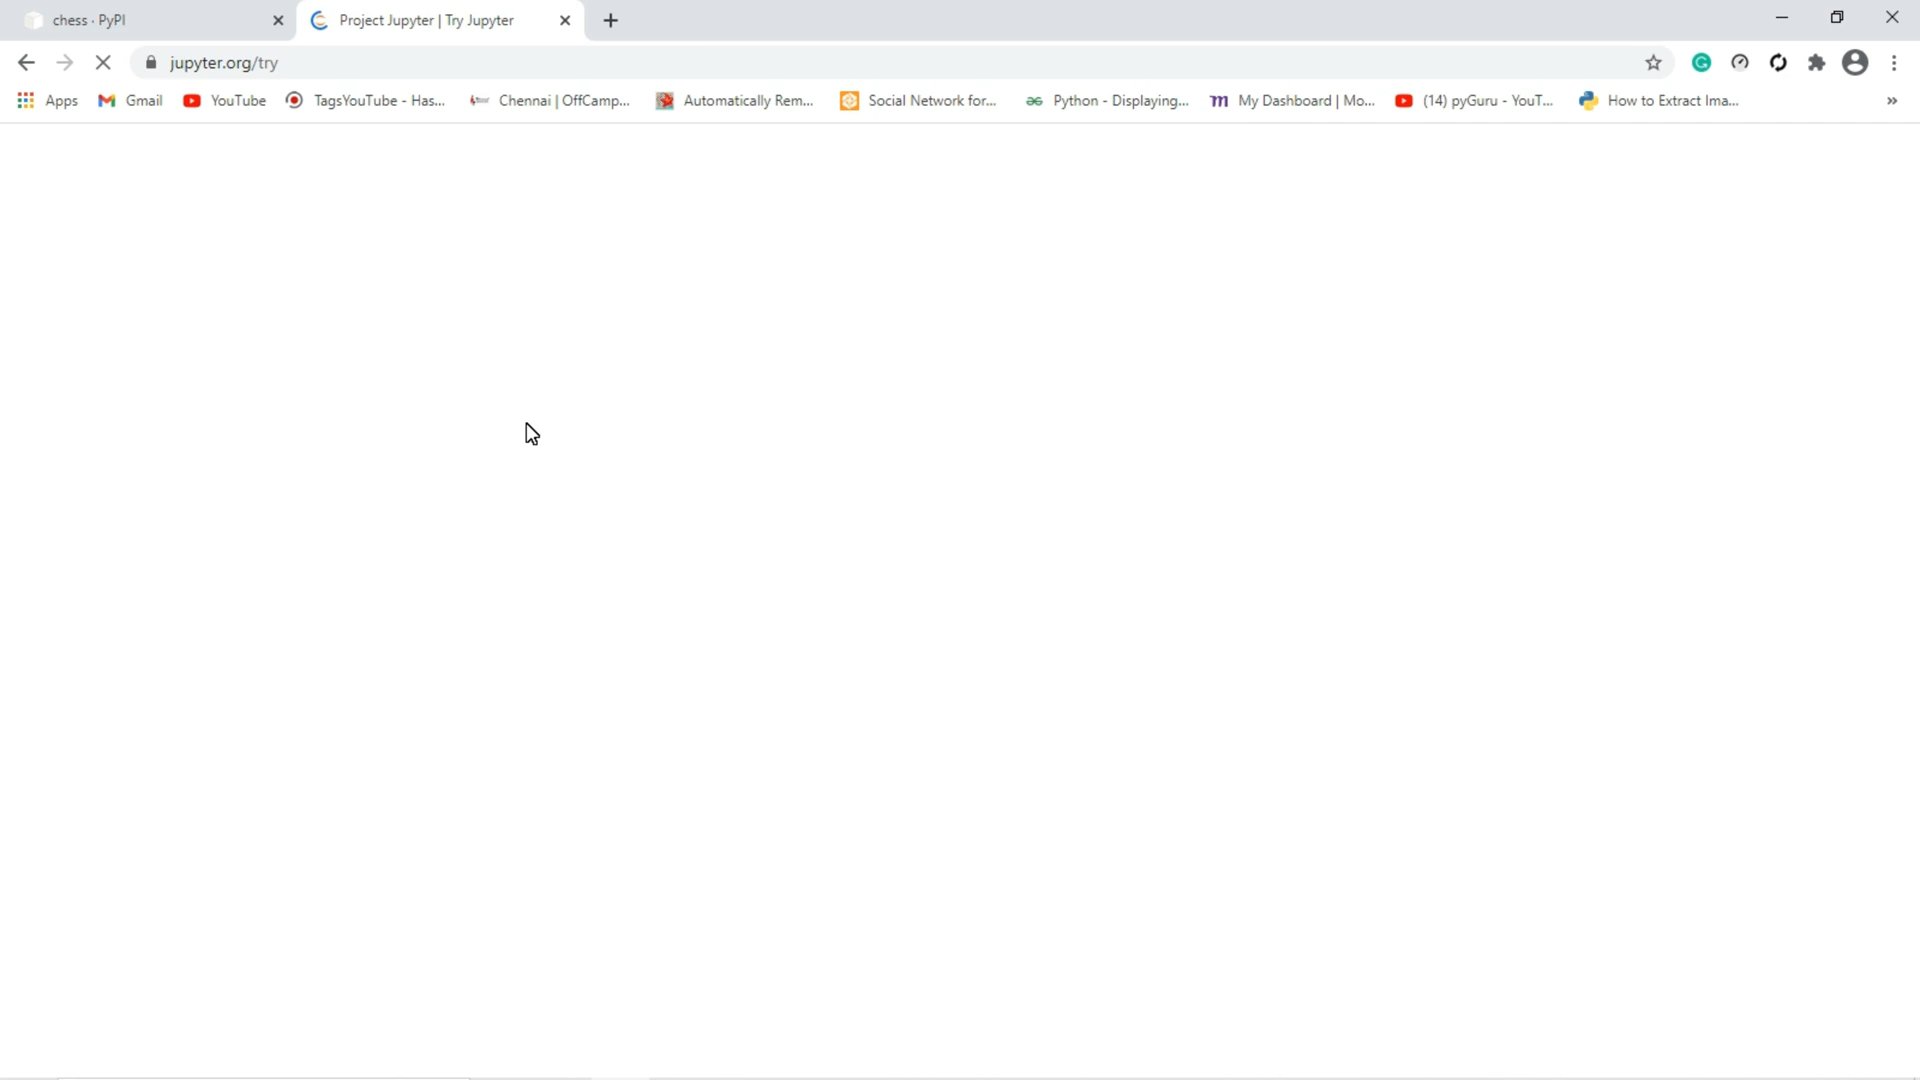 chess · PyPI
Project Jupyter | Try Jupyter
jupyter.org/try
Apps
Gmail
YouTube
TagsYouTube - Has...
Chennai | OffCamp...
Automatically Rem...
Social Network for...
Python - Displaying...
My Dashboard | Mo...
(14) pyGuru - YouT...
How to Extract Ima...
»